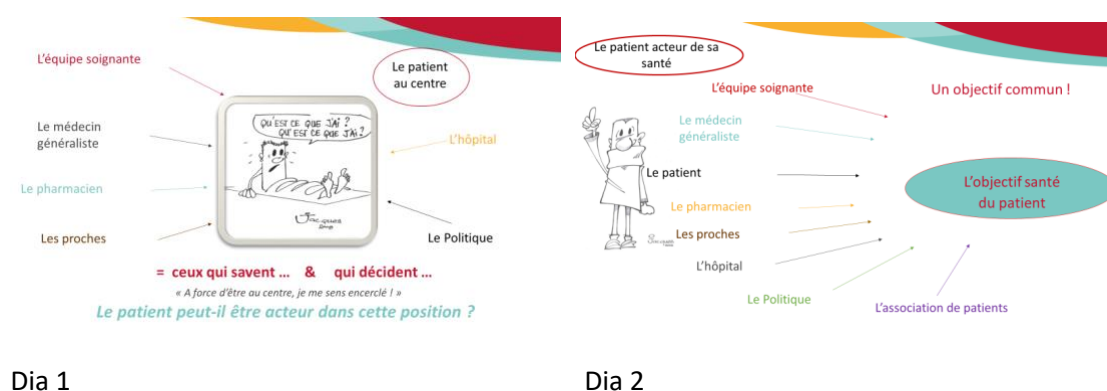 L'équipe soignante
Le patient
au centre
QU'EST CE QUE J'AI ?
QU'EST CE QUE J'AI ?
Le médecin
généraliste
L'hôpital
Le pharmacien
Les proches
Le Politique
= ceux qui savent ... & qui décident ...
« A force d'être au centre, je me sens encerclé ! »
Le patient peut-il être acteur dans cette position ?
Dia 1
Le patient acteur de sa
santé
L'équipe soignante
Un objectif commun !
Le médecin
généraliste
Le patient
L'objectif santé
du patient
Le pharmacien
Les proches
L'hôpital
Le Politique
L'association de patients
Dia 2